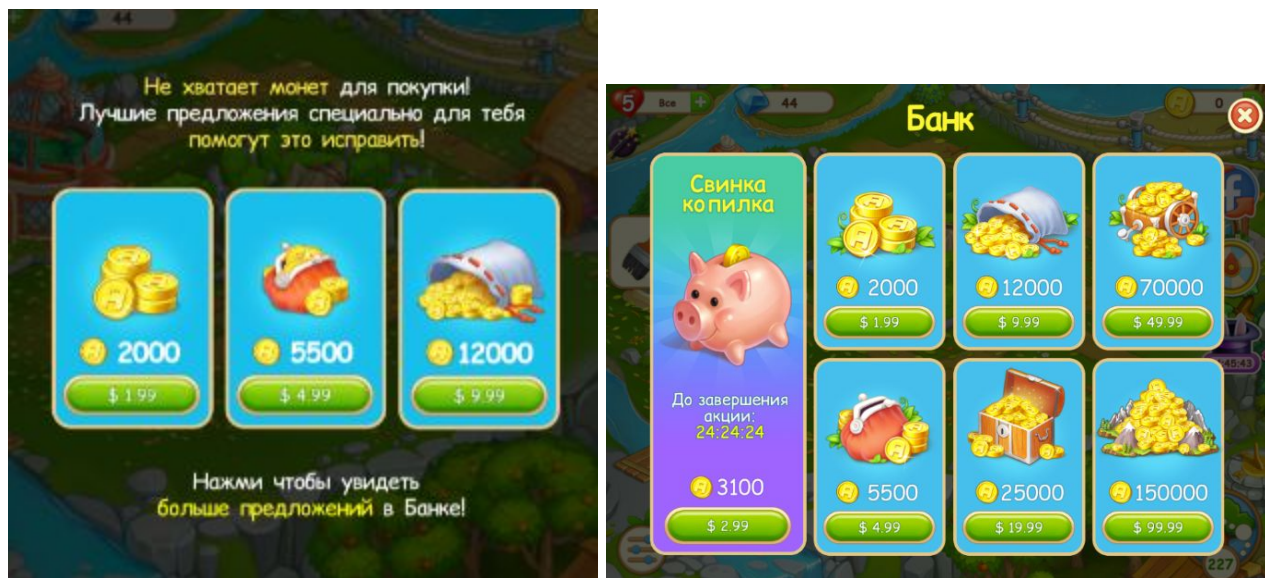 44
Не хватает монет для покупки!
Лучшие предложения специально для тебя
помогут это исправить!
2000
5500
12000
$ 1.99
$ 4.99
$ 9.99
Нажми чтобы увидеть
больше предложений в Банке!
5
Все
44
0
Банк
Свинка
копилка
До завершения
акции:
24:24:24
3100
$ 2.99
2000
12000
70000
$ 1.99
$ 9.99
$ 49.99
5500
25000
150000
$ 4.99
$ 19.99
$ 99.99
45:43
227